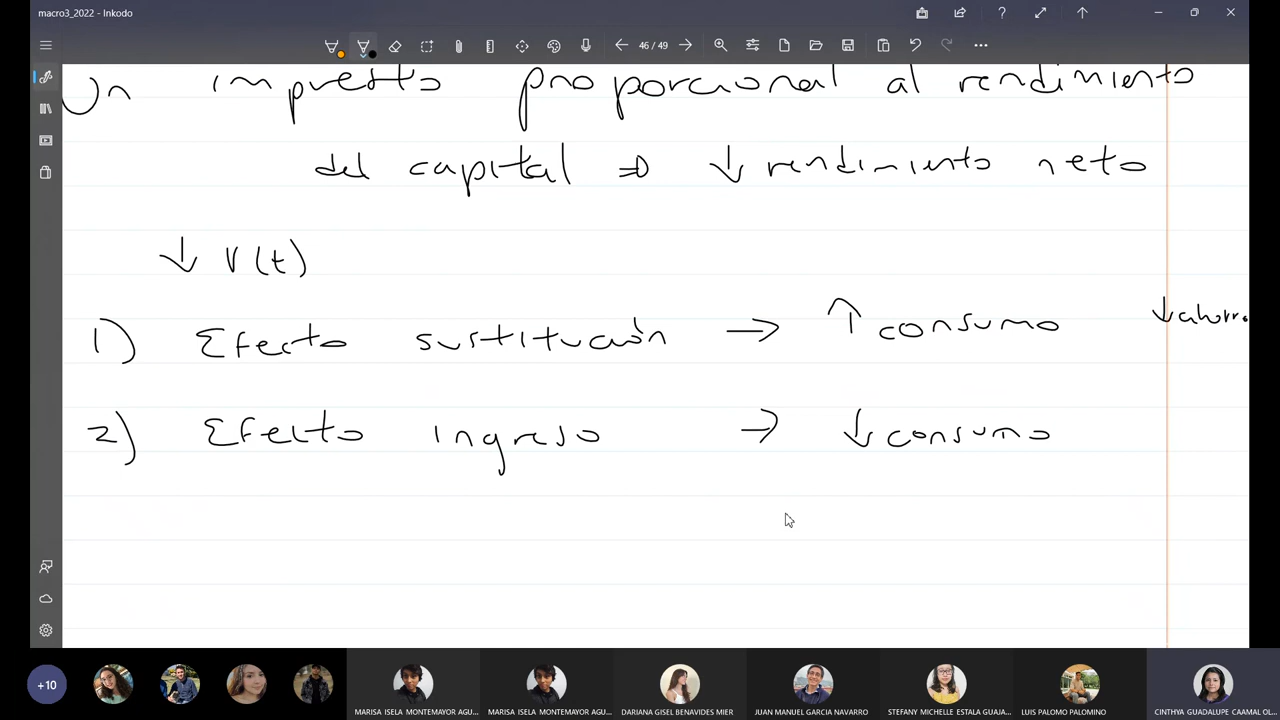 macro3_2022 - Inkodo
46 / 49
Un impuesto proporcional al rendimiento
del capital ⇒ ↓ rendimiento neto
↓ r(t)
1) Efecto sustitución → ↑ consumo ↓ ahorro
2) Efecto ingreso → ↓ consumo
+10
MARISA ISELA MONTEMAYOR AGU...
MARISA ISELA MONTEMAYOR AGU...
DARIANA GISEL BENAVIDES MIER
JUAN MANUEL GARCIA NAVARRO
STEFANY MICHELLE ESTALA GUAJA...
LUIS PALOMO PALOMINO
CINTHYA GUADALUPE CAAMAL OL...